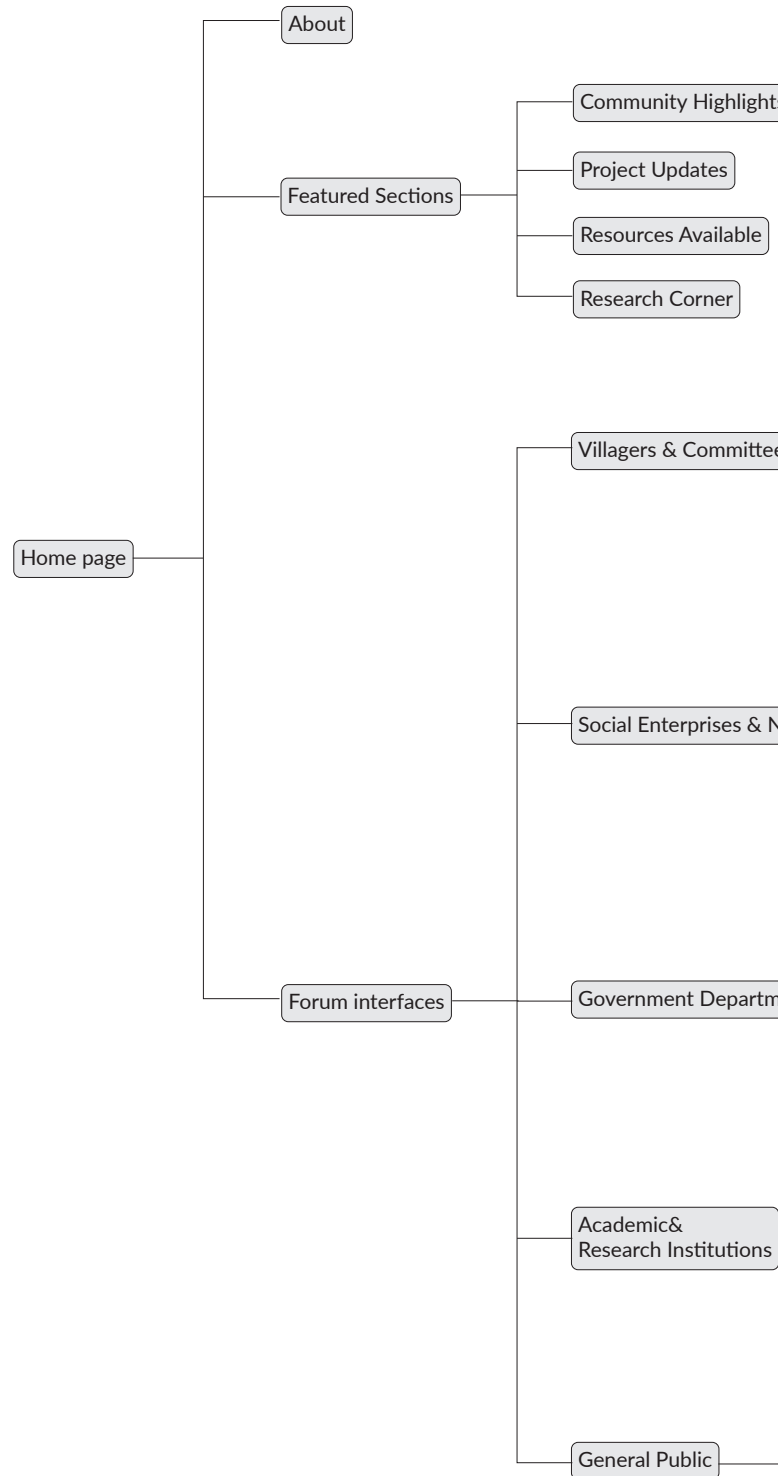 About
Community Highlights
Featured Sections
Project Updates
Resources Available
Research Corner
Villagers & Committee
Home page
Social Enterprises &
Forum interfaces
Government
Academic&
Research Institutions
General Public